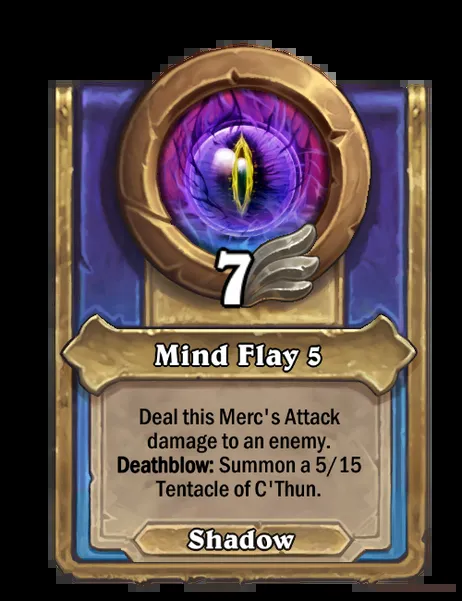 7
Mind Flay 5
Deal this Merc's Attack
damage to an enemy.
Deathblow: Summon a 5/15
Tentacle of C'Thun.
Shadow